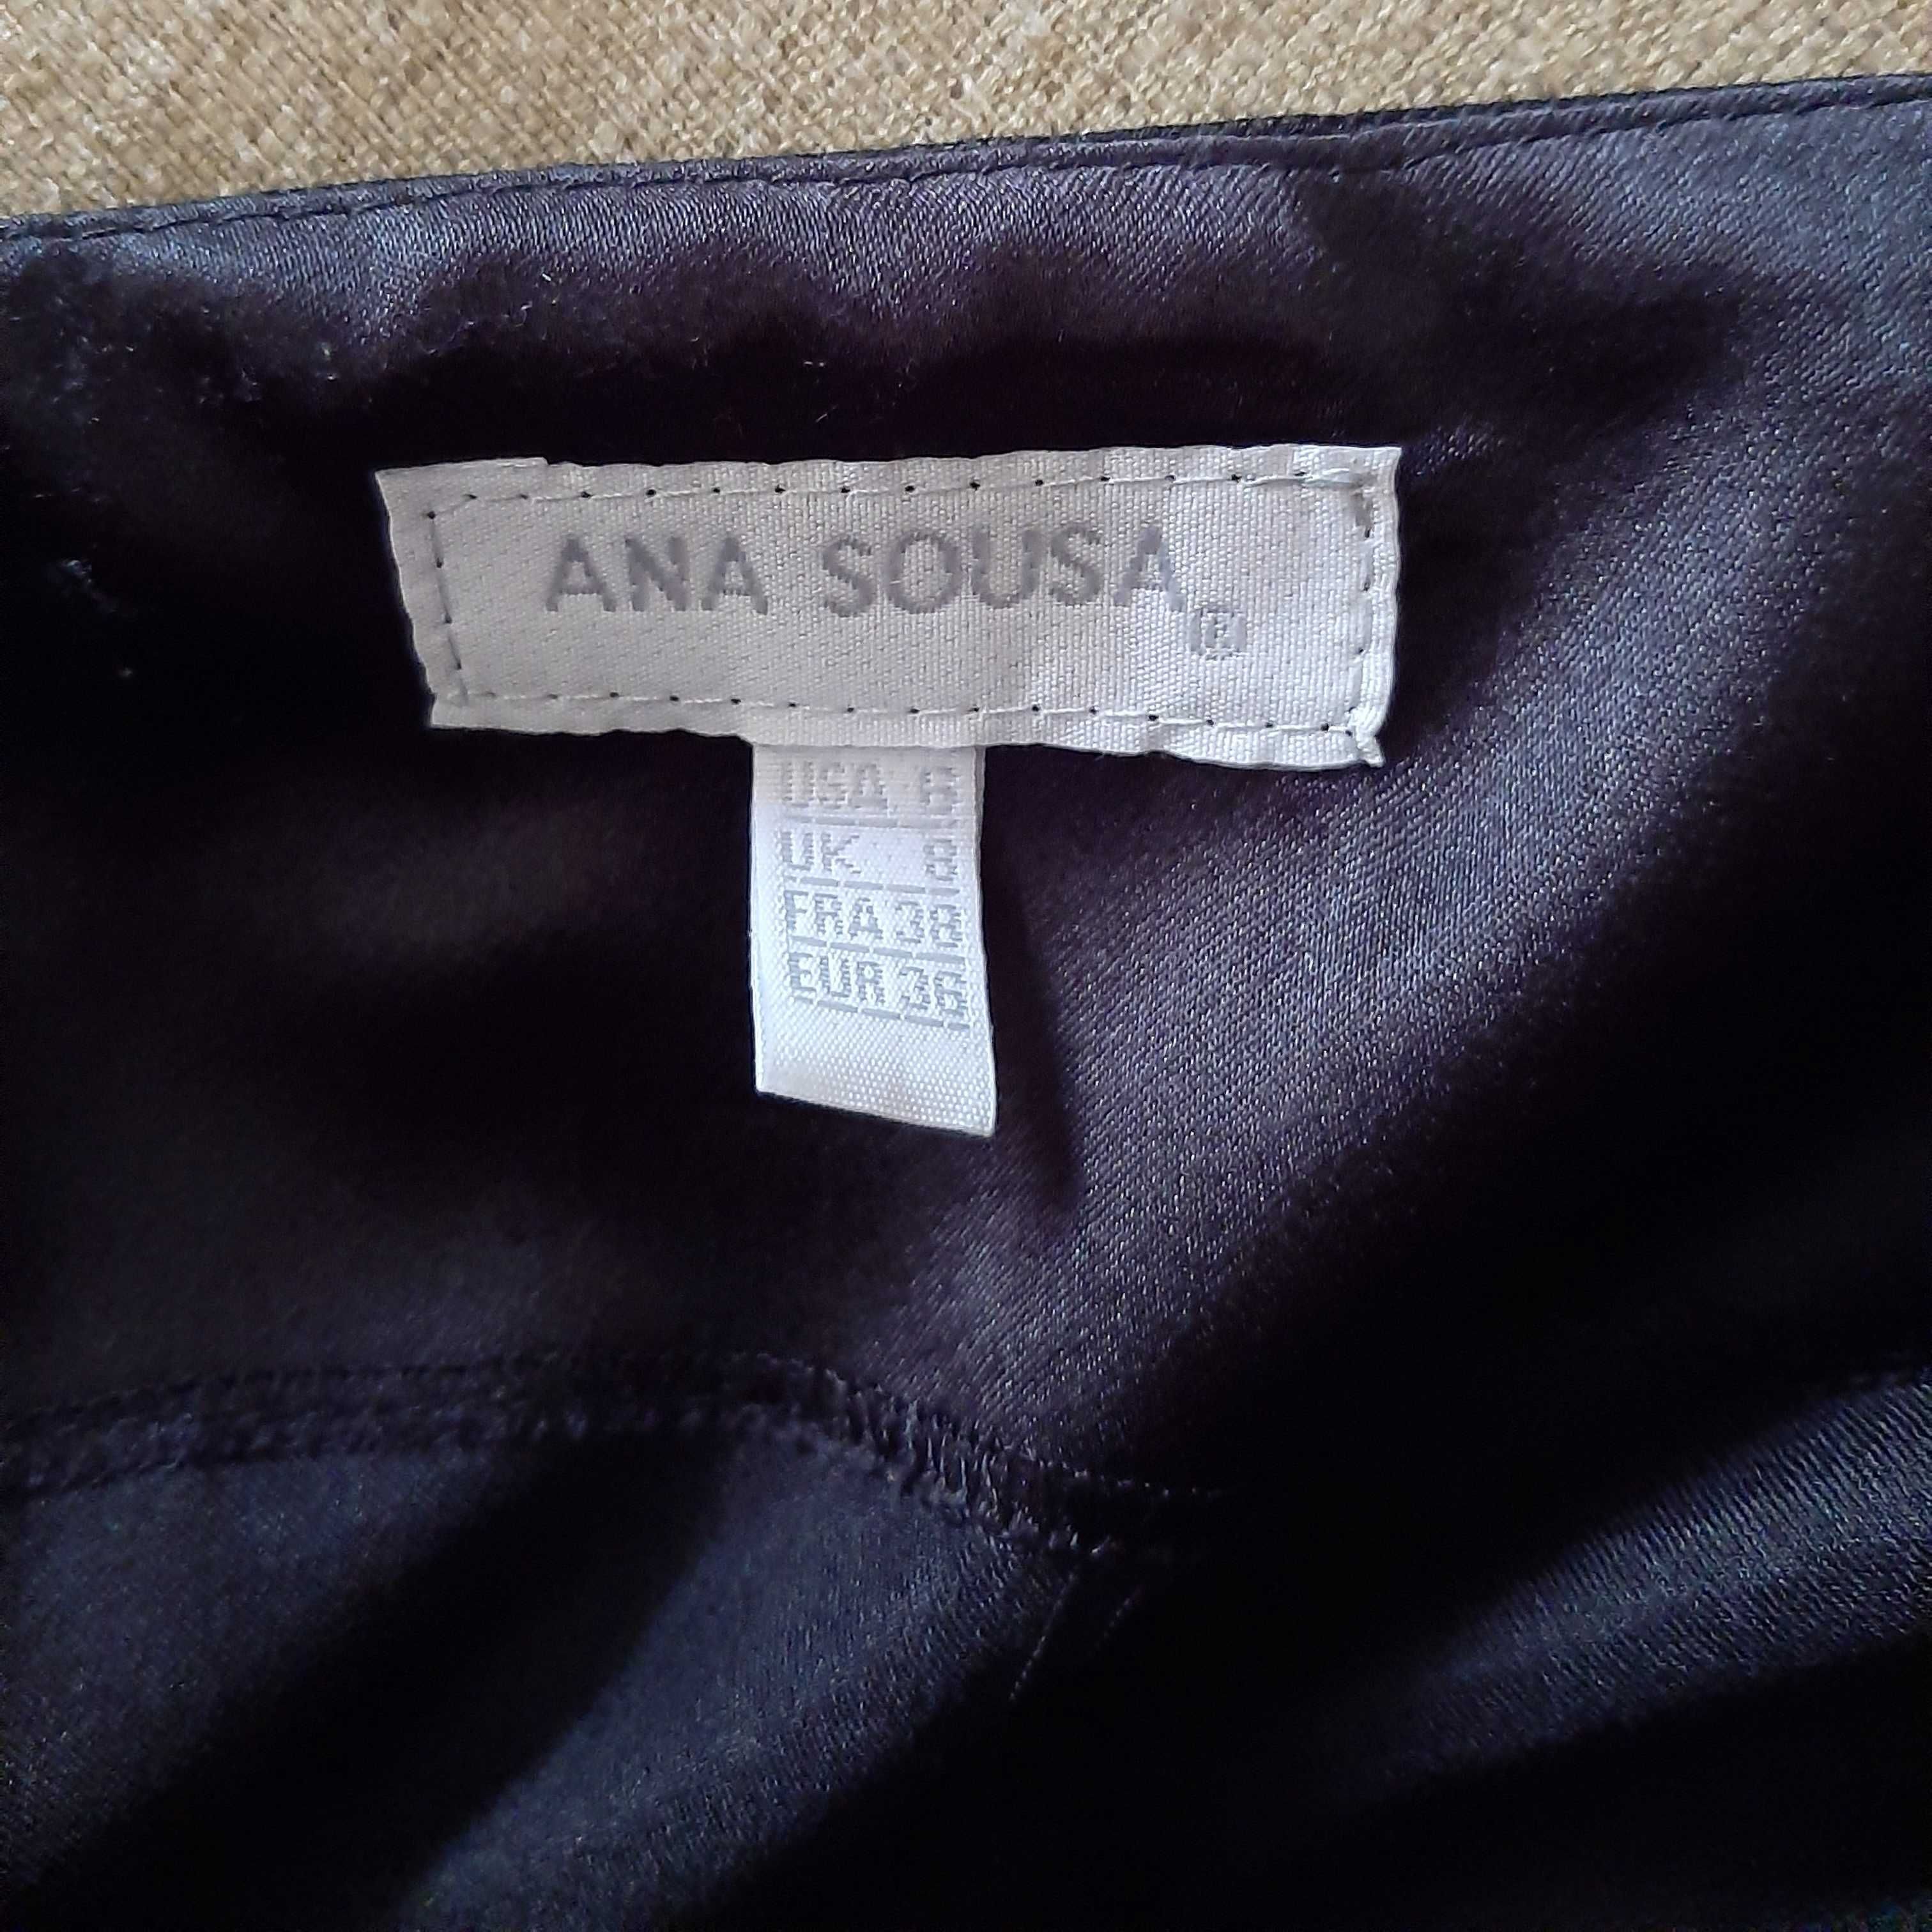 ANA SOUSA®
USA 6
UK 8
FRA 38
EUR 36